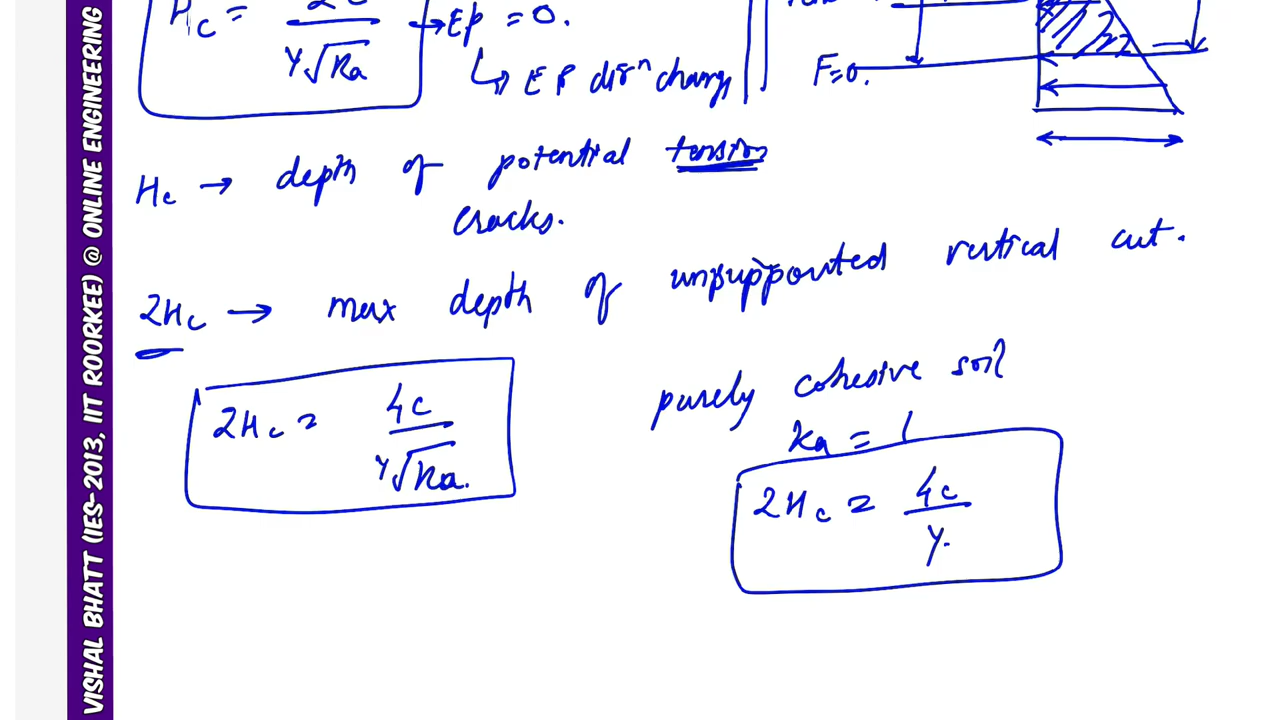 VISHAL BHATT (IES-2013, IIT ROORKEE) @ ONLINE ENGINEERING
Hc = 2c / γ√Ka → EP = 0.
↳ EP disⁿ chang
F=0.
Hc → depth of potential tension
cracks.
2Hc → max depth of unsupported vertical cut.
purely cohesive soil
Ka = 1
2Hc = 4c / γ√Ka.
2Hc = 4c / γ.